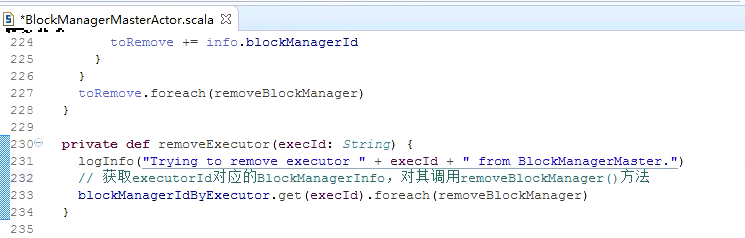 *BlockManagerMasterActor.scala
224 toRemove += info.blockManagerId
225 }
226 }
227 toRemove.foreach(removeBlockManager)
228 }
229
230 private def removeExecutor(execId: String) {
231 logInfo("Trying to remove executor " + execId + " from BlockManagerMaster.")
232 // 获取executorId对应的BlockManagerInfo，对其调用removeBlockManager()方法
233 blockManagerIdByExecutor.get(execId).foreach(removeBlockManager)
234 }
235